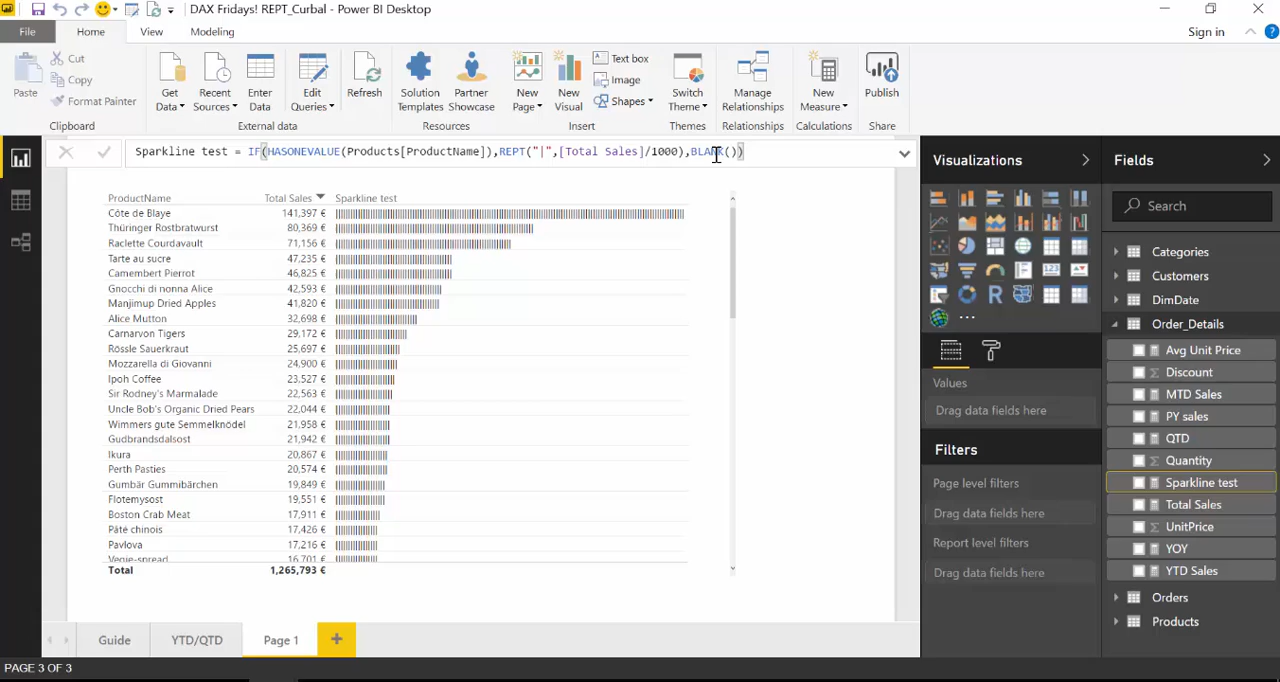 DAX Fridays! REPT_Curbal - Power BI Desktop
File
Home
View
Modeling
Sign in
Paste
Cut
Copy
Format Painter
Clipboard
Get
Data
Recent
Sources
Enter
Data
External data
Edit
Queries
Refresh
Solution
Templates
Partner
Showcase
Resources
New
Page
New
Visual
Text box
Image
Shapes
Insert
Switch
Theme
Themes
Manage
Relationships
Relationships
New
Measure
Calculations
Publish
Share
Sparkline test = IF(HASONEVALUE(Products[ProductName]),REPT("|",[Total Sales]/1000),BLANK())
ProductName Total Sales Sparkline test
Côte de Blaye 141,397 €
Thüringer Rostbratwurst 80,369 €
Raclette Courdavault 71,156 €
Tarte au sucre 47,235 €
Camembert Pierrot 46,825 €
Gnocchi di nonna Alice 42,593 €
Manjimup Dried Apples 41,820 €
Alice Mutton 32,698 €
Carnarvon Tigers 29,172 €
Rössle Sauerkraut 25,697 €
Mozzarella di Giovanni 24,900 €
Ipoh Coffee 23,527 €
Sir Rodney's Marmalade 22,563 €
Uncle Bob's Organic Dried Pears 22,044 €
Wimmers gute Semmelknödel 21,958 €
Gudbrandsdalsost 21,942 €
Ikura 20,867 €
Perth Pasties 20,574 €
Gumbär Gummibärchen 19,849 €
Flotemysost 19,551 €
Boston Crab Meat 17,911 €
Pâté chinois 17,426 €
Pavlova 17,216 €
Vegie-spread 16,701 €
Total 1,265,793 €
Visualizations
Values
Drag data fields here
Filters
Page level filters
Drag data fields here
Report level filters
Drag data fields here
Fields
Search
Categories
Customers
DimDate
Order_Details
Avg Unit Price
Discount
MTD Sales
PY sales
QTD
Quantity
Sparkline test
Total Sales
UnitPrice
YOY
YTD Sales
Orders
Products
Guide
YTD/QTD
Page 1
PAGE 3 OF 3